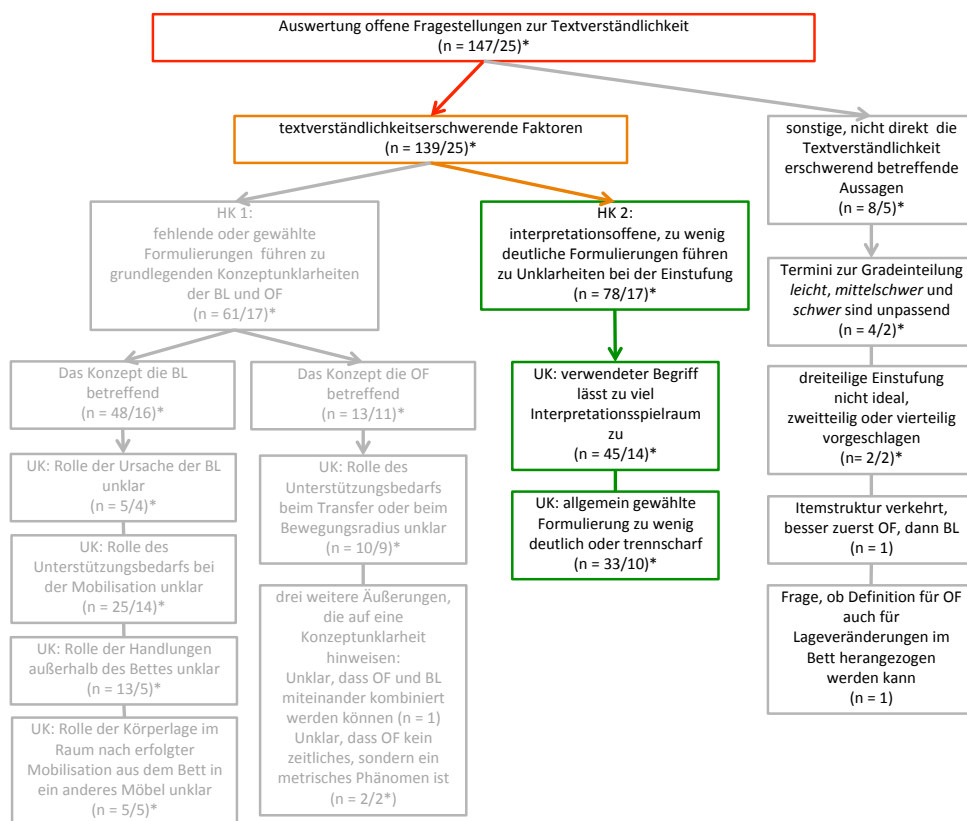 Auswertung offene Fragestellungen zur Textverständlichkeit
(n = 147/25)*
textverständlichkeitserschwerende Faktoren
(n = 139/25)*
sonstige, nicht direkt die
Textverständlichkeit
erschwerend betreffende
Aussagen
(n = 8/5)*
HK 1:
fehlende oder gewählte
Formulierungen führen zu
grundlegenden Konzeptunklarheiten
der BL und OF
(n = 61/17)*
HK 2:
interpretationsoffene, zu wenig
deutliche Formulierungen führen
zu Unklarheiten bei der Einstufung
(n = 78/17)*
Termini zur Gradeinteilung
leicht, mittelschwer und
schwer sind unpassend
(n = 4/2)*
Das Konzept die BL
betreffend
(n = 48/16)*
Das Konzept die OF
betreffend
(n = 13/11)*
UK: verwendeter Begriff
lässt zu viel
Interpretationsspielraum
zu
(n = 45/14)*
dreiteilige Einstufung
nicht ideal,
zweitteilig oder vierteilig
vorgeschlagen
(n= 2/2)*
UK: Rolle der Ursache der BL
unklar
(n = 5/4)*
UK: Rolle des
Unterstützungsbedarfs
beim Transfer oder beim
Bewegungsradius unklar
(n = 10/9)*
UK: allgemein gewählte
Formulierung zu wenig
deutlich oder trennscharf
(n = 33/10)*
Itemstruktur verkehrt,
besser zuerst OF, dann BL
(n = 1)
UK: Rolle des
Unterstützungsbedarfs bei
der Mobilisation unklar
(n = 25/14)*
drei weitere Äußerungen,
die auf eine
Konzeptunklarheit
hinweisen:
Unklar, dass OF und BL
miteinander kombiniert
werden können (n = 1)
Unklar, dass OF kein
zeitliches, sondern ein
metrisches Phänomen ist
(n = 2/2*)
Frage, ob Definition für OF
auch für
Lageveränderungen im
Bett herangezogen
werden kann
(n = 1)
UK: Rolle der Handlungen
außerhalb des Bettes unklar
(n = 13/5)*
UK: Rolle der Körperlage im
Raum nach erfolgter
Mobilisation aus dem Bett in
ein anderes Möbel unklar
(n = 5/5)*